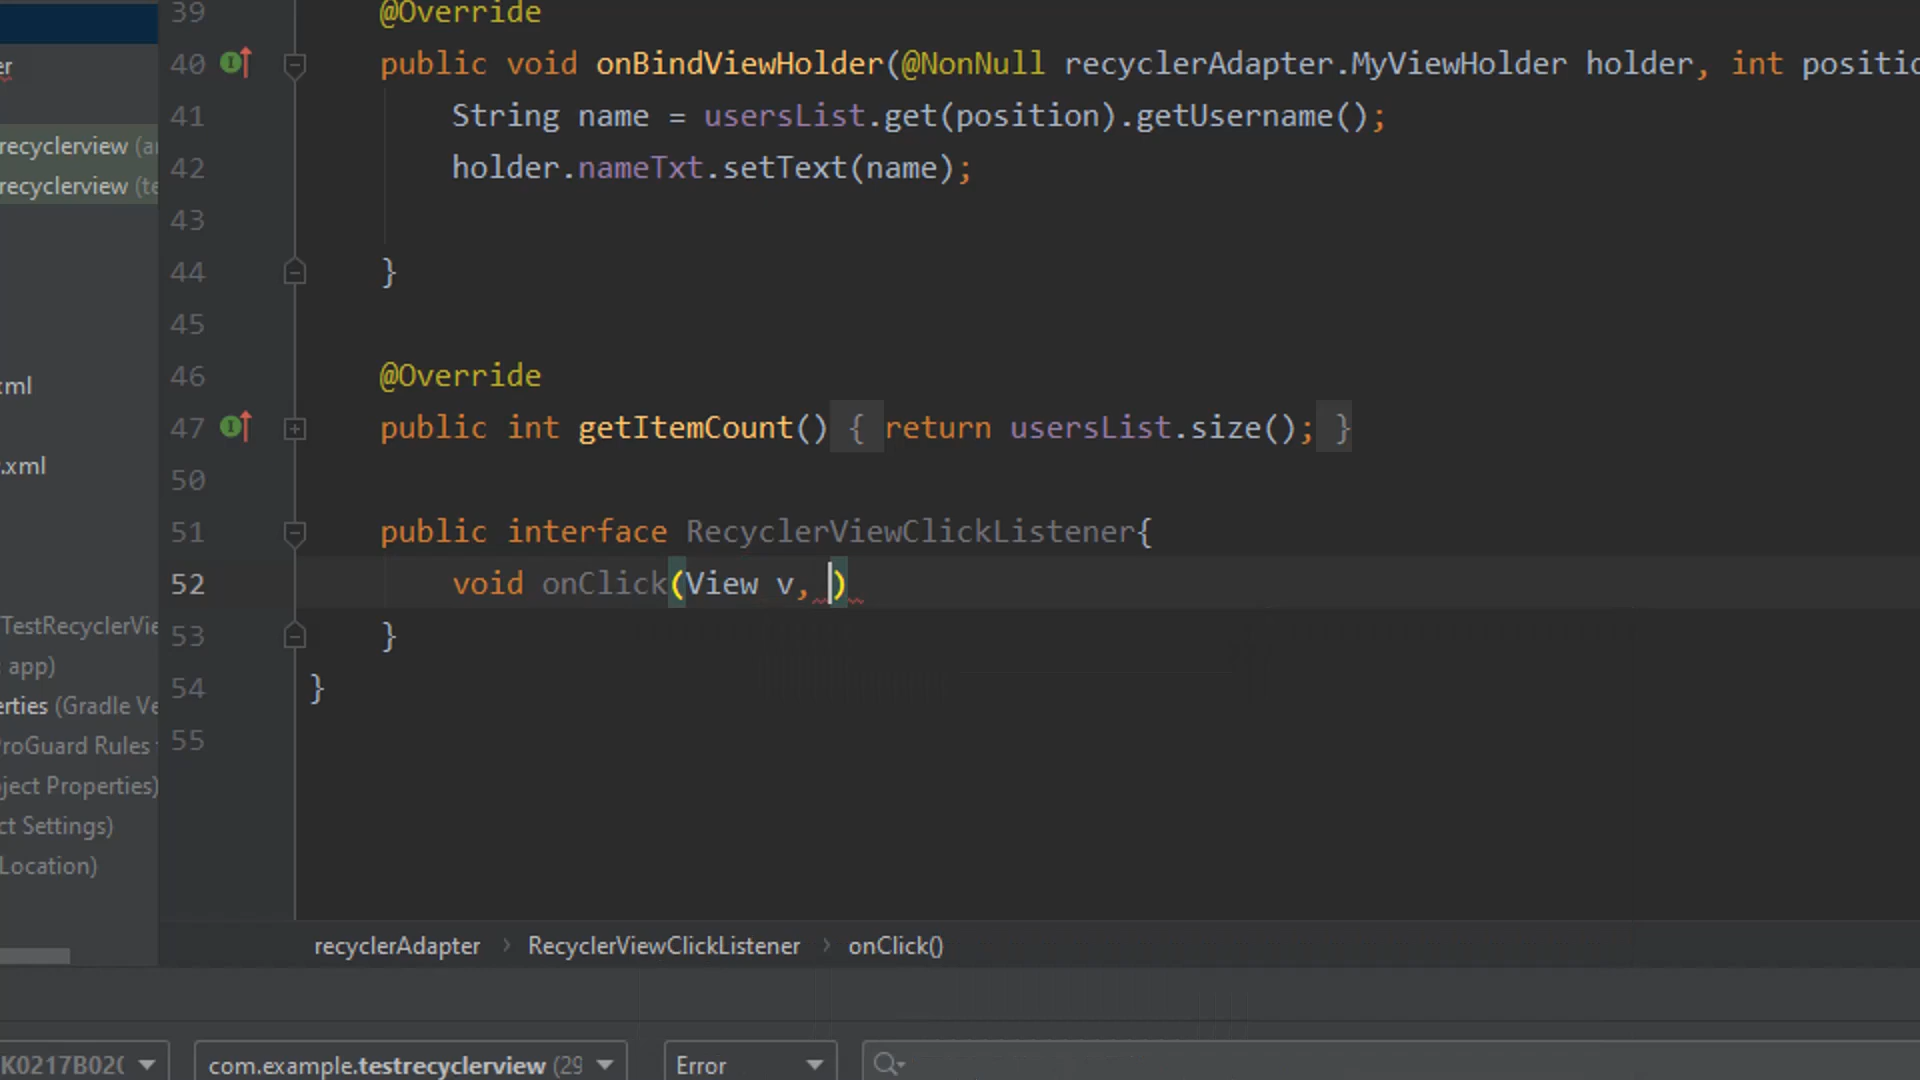 39 @Override
er
40 public void onBindViewHolder(@NonNull recyclerAdapter.MyViewHolder holder, int positio
41 String name = usersList.get(position).getUsername();
recyclerview (a
42 holder.nameTxt.setText(name);
recyclerview (te
43
44 }
45
46 @Override
xml
47 public int getItemCount() { return usersList.size(); }
.xml
50
51 public interface RecyclerViewClickListener{
52 void onClick(View v, )
TestRecyclerVie
53 }
app)
54 }
erties (Gradle Ve
55
ProGuard Rules
ject Properties)
ct Settings)
Location)
recyclerAdapter › RecyclerViewClickListener › onClick()
K0217B02( com.example.testrecyclerview (29 Error